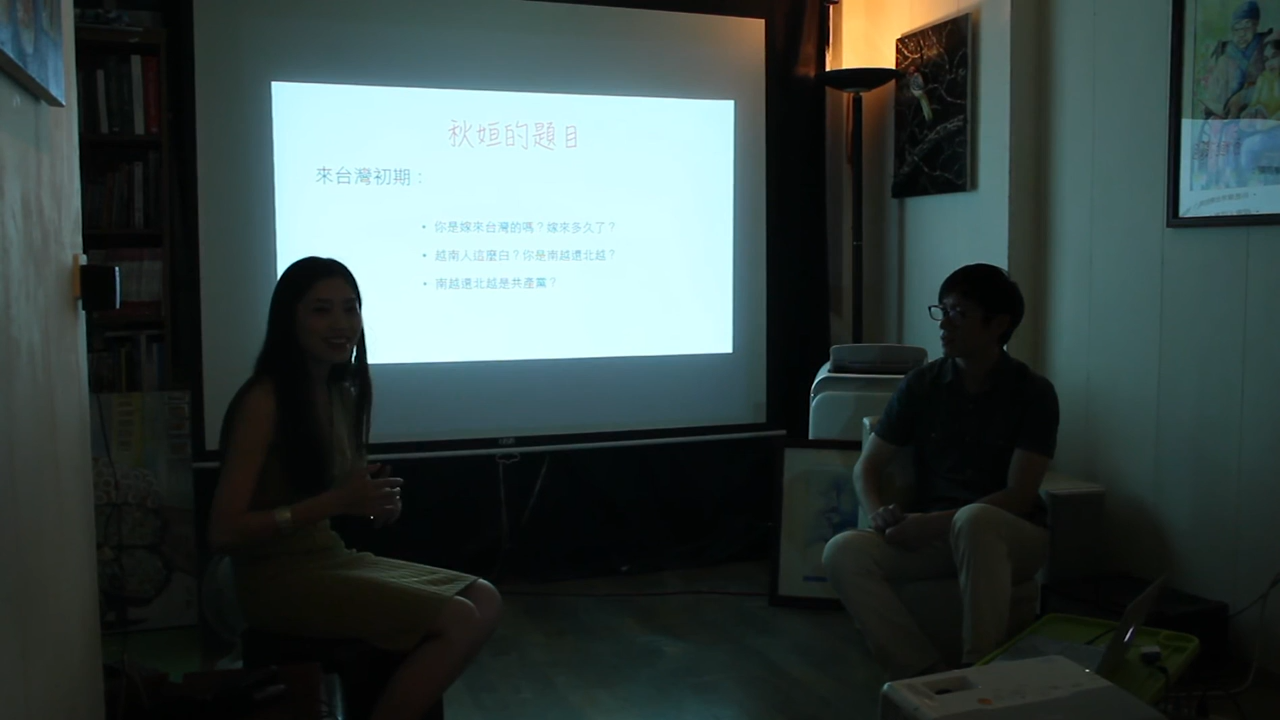 秋姮的題目
來台灣初期：
• 你是嫁來台灣的嗎？嫁來多久了？
• 越南人這麼白？你是南越還北越？
• 南越還北越是共產黨？